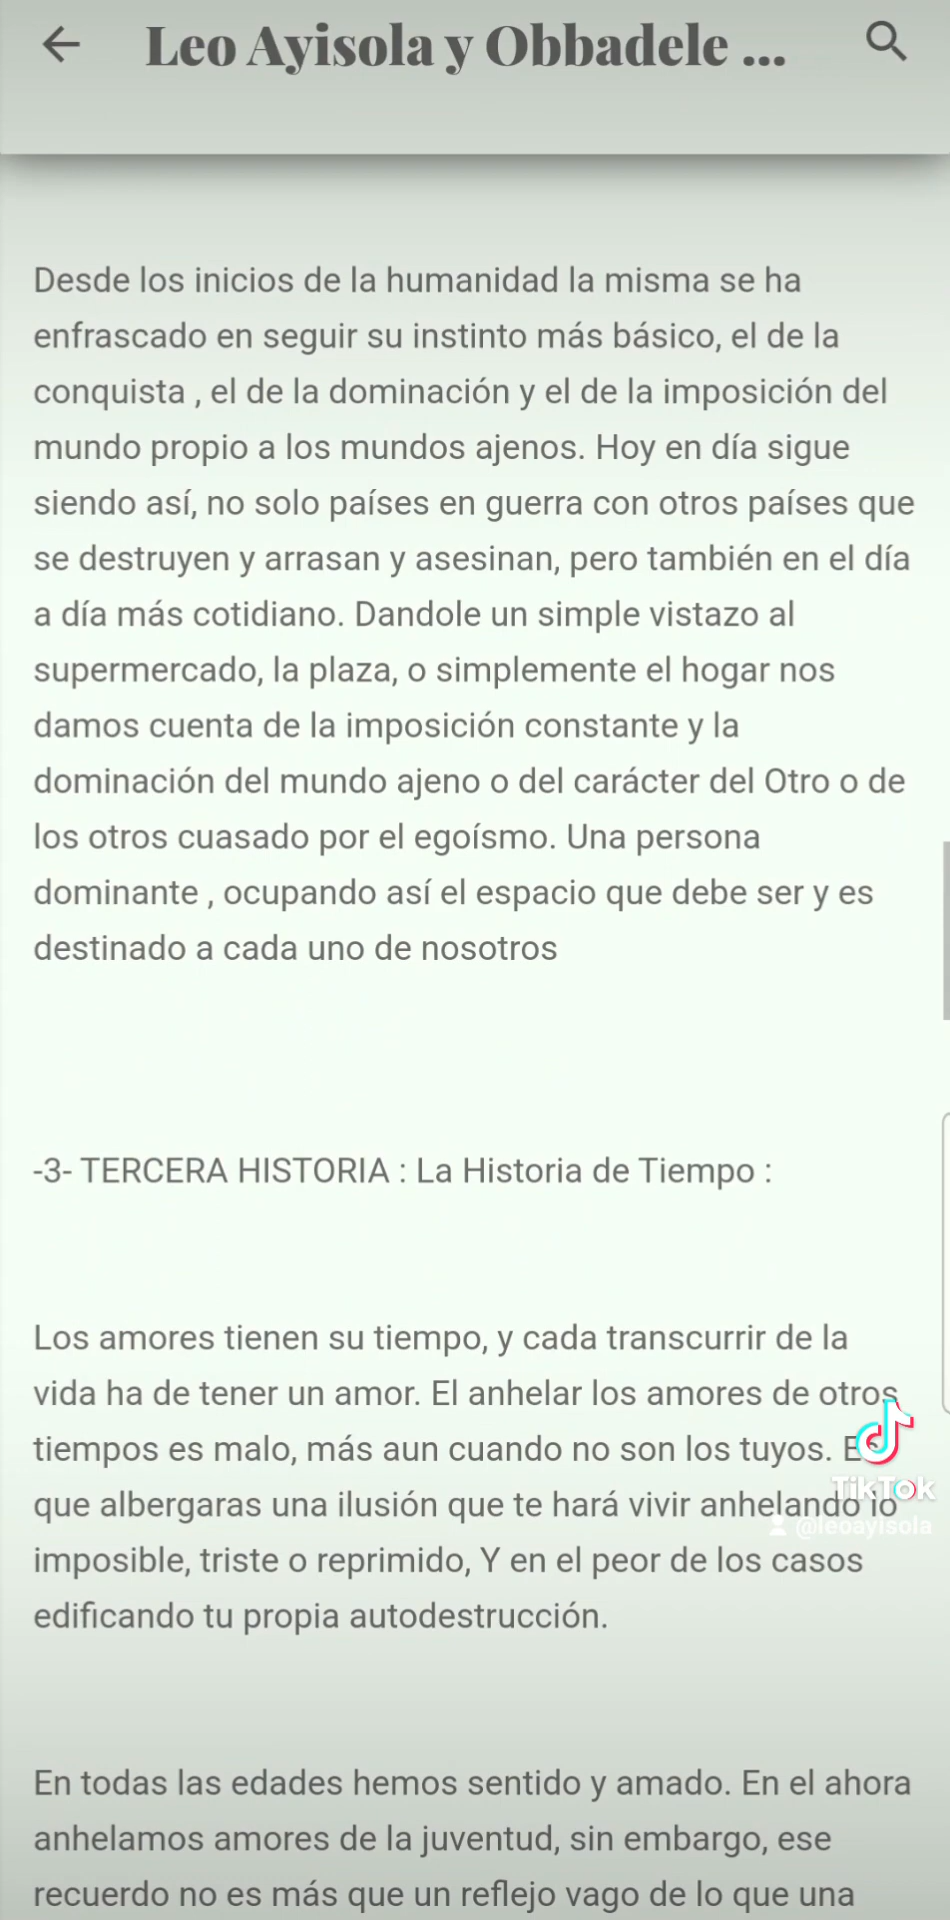 Leo Ayisola y Obbadele ...
Desde los inicios de la humanidad la misma se ha
enfrascado en seguir su instinto más básico, el de la
conquista , el de la dominación y el de la imposición del
mundo propio a los mundos ajenos. Hoy en día sigue
siendo así, no solo países en guerra con otros países que
se destruyen y arrasan y asesinan, pero también en el día
a día más cotidiano. Dandole un simple vistazo al
supermercado, la plaza, o simplemente el hogar nos
damos cuenta de la imposición constante y la
dominación del mundo ajeno o del carácter del Otro o de
los otros cuasado por el egoísmo. Una persona
dominante , ocupando así el espacio que debe ser y es
destinado a cada uno de nosotros
-3- TERCERA HISTORIA : La Historia de Tiempo :
Los amores tienen su tiempo, y cada transcurrir de la
vida ha de tener un amor. El anhelar los amores de otros
tiempos es malo, más aun cuando no son los tuyos.
que albergaras una ilusión que te hará vivir anhelando lo
imposible, triste o reprimido, Y en el peor de los casos
edificando tu propia autodestrucción.
En todas las edades hemos sentido y amado. En el ahora
anhelamos amores de la juventud, sin embargo, ese
recuerdo no es más que un reflejo vago de lo que una
TikTok
@leoayisola